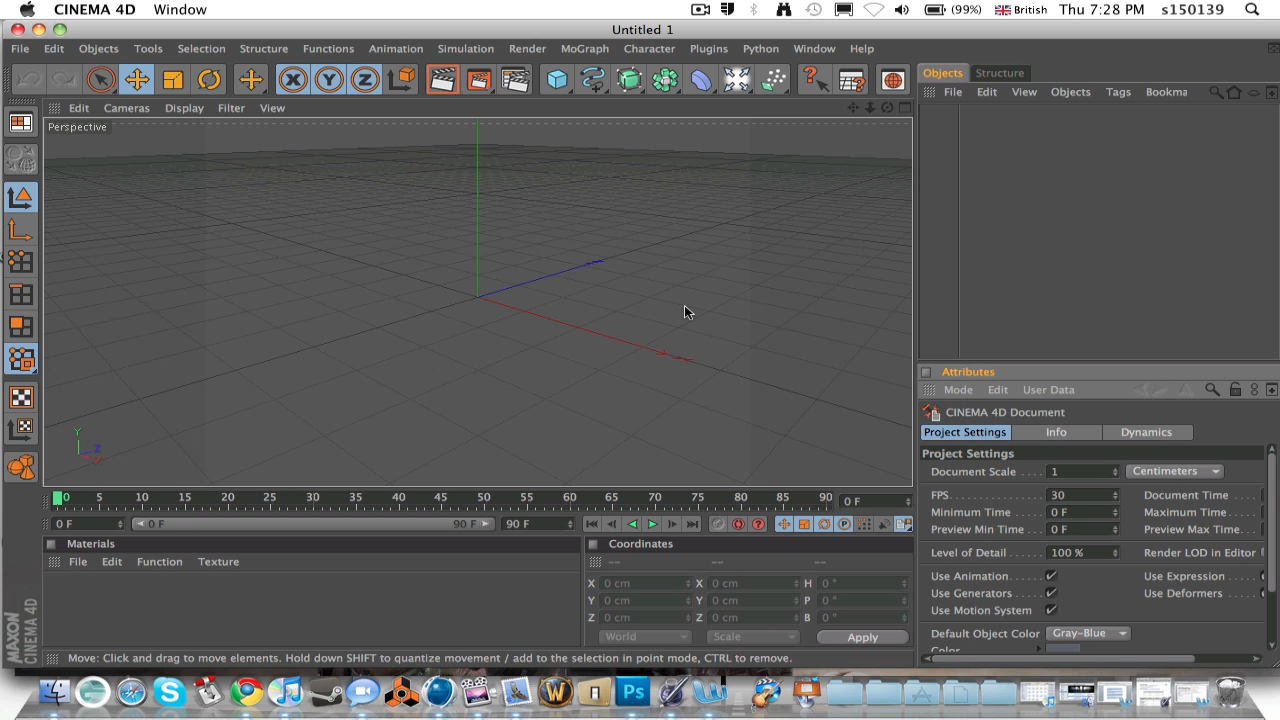 CINEMA 4D Window (99%) British Thu 7:28 PM s150139
Untitled 1
File Edit Objects Tools Selection Structure Functions Animation Simulation Render MoGraph Character Plugins Python Window Help
X Y Z
Objects Structure
File Edit View Objects Tags Bookma
Edit Cameras Display Filter View
Perspective
Y
Z
X
Attributes
Mode Edit User Data
CINEMA 4D Document
Project Settings Info Dynamics
Project Settings
Document Scale .... 1 Centimeters
FPS 30 Document Time
Minimum Time 0 F Maximum Time
Preview Min Time 0 F Preview Max Time
Level of Detail 100 % Render LOD in Editor
Use Animation Use Expression
Use Generators Use Deformers
Use Motion System
Default Object Color Gray-Blue
Color
0 5 10 15 20 25 30 35 40 45 50 55 60 65 70 75 80 85 90 0 F
0 F 0 F 90 F 90 F
P
Materials
File Edit Function Texture
Coordinates
-- -- --
X 0 cm X 0 cm H 0 °
Y 0 cm Y 0 cm P 0 °
Z 0 cm Z 0 cm B 0 °
World Scale Apply
MAXON
CINEMA 4D
Move: Click and drag to move elements. Hold down SHIFT to quantize movement / add to the selection in point mode, CTRL to remove.
Ps